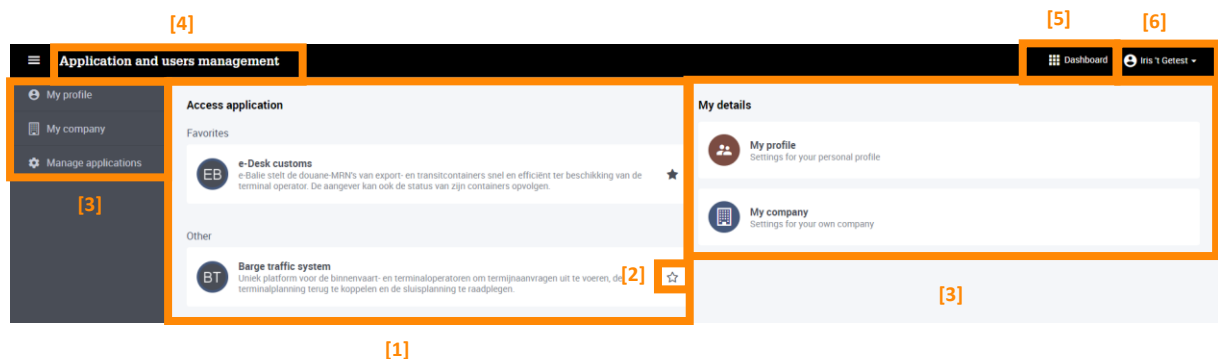 [4]
[5]
[6]
Application and users management
Dashboard
Iris 't Getest
My profile
My company
Manage applications
[3]
Access application
Favorites
EB
e-Desk customs
e-Balie stelt de douane-MRN's van export- en transitcontainers snel en efficiënt ter beschikking van de
terminal operator. De aangever kan ook de status van zijn containers opvolgen.
Other
BT
Barge traffic system
Uniek platform voor de binnenvaart- en terminaloperatoren om termijnaanvragen uit te voeren, de
terminalplanning terug te koppelen en de sluisplanning te raadplegen.
[2]
[1]
My details
My profile
Settings for your personal profile
My company
Settings for your own company
[3]